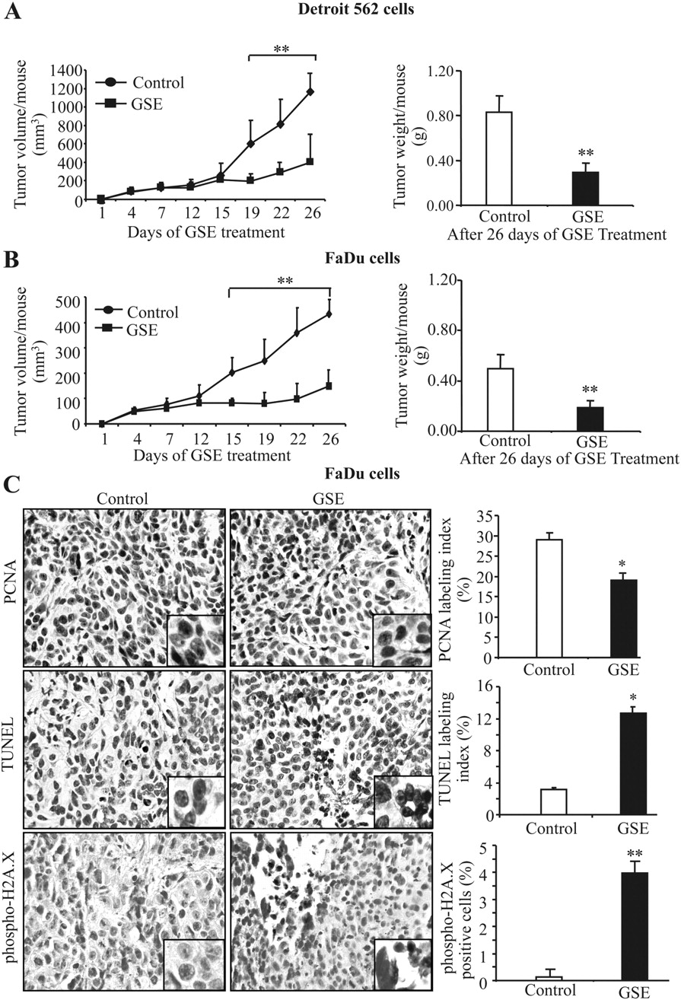 A
Detroit 562 cells
Tumor volume/mouse
(mm3)
1400
1200
1000
800
600
400
200
0
Control
GSE
**
1 4 7 12 15 19 22 26
Days of GSE treatment
Tumor weight/mouse
(g)
1.20
0.80
0.40
0.00
**
Control GSE
After 26 days of GSE Treatment
B
FaDu cells
Tumor volume/mouse
(mm3)
500
400
300
200
100
0
Control
GSE
**
1 4 7 12 15 19 22 26
Days of GSE treatment
Tumor weight/mouse
(g)
1.20
0.80
0.40
0.00
**
Control GSE
After 26 days of GSE Treatment
C
FaDu cells
Control GSE
PCNA
PCNA labeling index
(%)
35
30
25
20
15
10
5
0
*
Control GSE
TUNEL
TUNEL labeling
index (%)
16
12
8
4
0
*
Control GSE
phospho-H2A.X
phospho-H2A.X
positive cells (%)
5
4
3
2
1
0
**
Control GSE